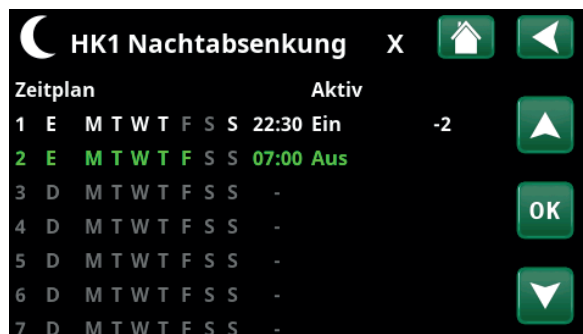 HK1 Nachtabsenkung X
Zeitplan Aktiv
1 E M T W T F S S 22:30 Ein -2
2 E M T W T F S S 07:00 Aus
3 D M T W T F S S -
4 D M T W T F S S -
OK
5 D M T W T F S S -
6 D M T W T F S S -
7 D M T W T F S S -